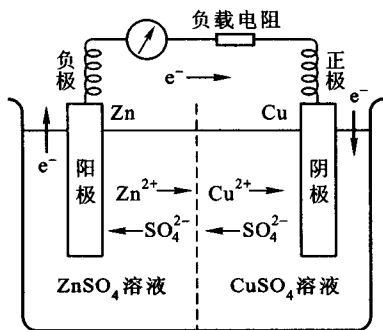 负载电阻
负极
正极
e⁻
Zn
Cu
e⁻
e⁻
阳极
阴极
Zn²⁺
Cu²⁺
SO₄²⁻
SO₄²⁻
ZnSO₄溶液
CuSO₄溶液